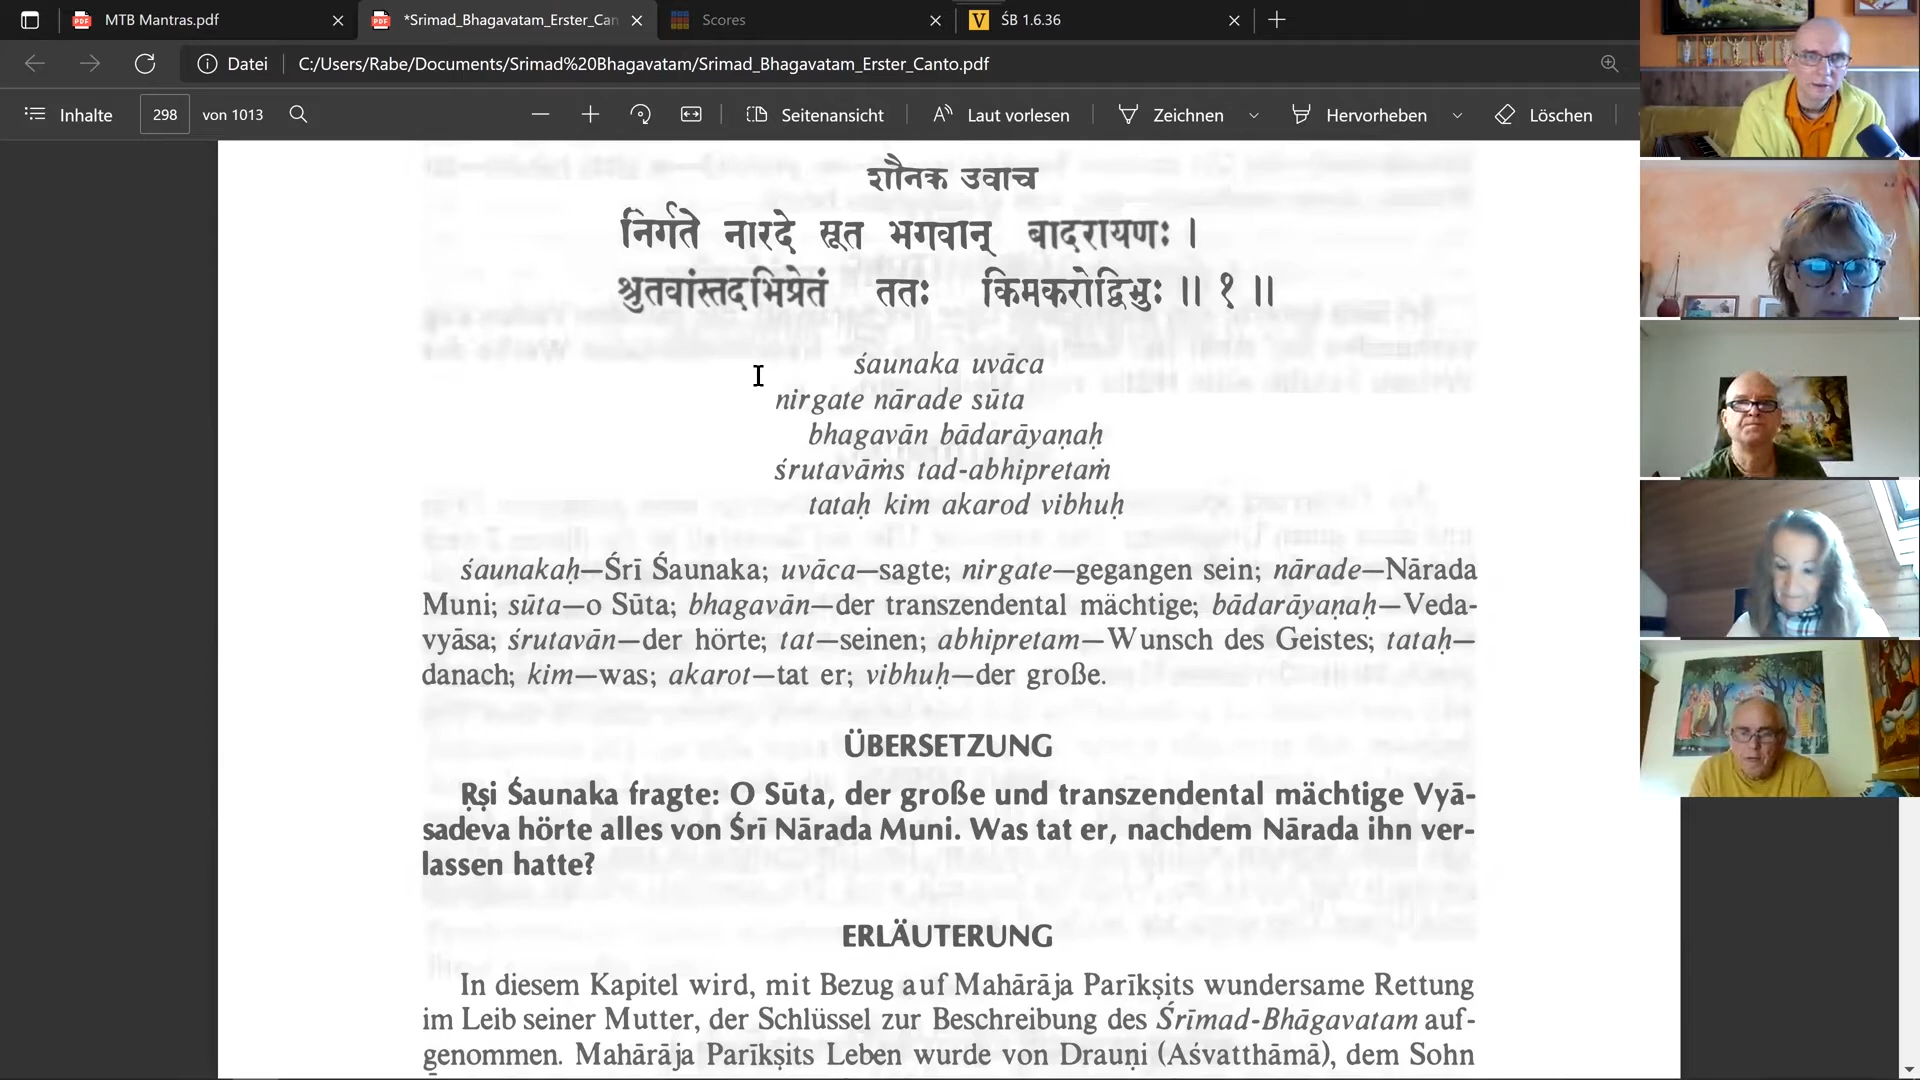 MTB Mantras.pdf
*Srimad_Bhagavatam_Erster_Can
Scores
ŚB 1.6.36
Datei
C:/Users/Rabe/Documents/Srimad%20Bhagavatam/Srimad_Bhagavatam_Erster_Canto.pdf
Inhalte
298 von 1013
Seitenansicht
Laut vorlesen
Zeichnen
Hervorheben
Löschen
शौनक उवाच
निर्गते नारदे सूत भगवान् बादरायणः ।
श्रुतवांस्तदभिप्रेतं ततः किमकरोद्विभुः ॥ १ ॥
śaunaka uvāca
nirgate nārade sūta
bhagavān bādarāyaṇaḥ
śrutavāṁs tad-abhipretaṁ
tataḥ kim akarod vibhuḥ
śaunakaḥ—Śrī Śaunaka; uvāca—sagte; nirgate—gegangen sein; nārade—Nārada
Muni; sūta—o Sūta; bhagavān—der transzendental mächtige; bādarāyaṇaḥ—Veda-
vyāsa; śrutavān—der hörte; tat—seinen; abhipretam—Wunsch des Geistes; tataḥ—
danach; kim—was; akarot—tat er; vibhuḥ—der große.
ÜBERSETZUNG
Ṛṣi Śaunaka fragte: O Sūta, der große und transzendental mächtige Vyā-
sadeva hörte alles von Śrī Nārada Muni. Was tat er, nachdem Nārada ihn ver-
lassen hatte?
ERLÄUTERUNG
In diesem Kapitel wird, mit Bezug auf Mahārāja Parīkṣits wundersame Rettung
im Leib seiner Mutter, der Schlüssel zur Beschreibung des Śrīmad-Bhāgavatam auf-
genommen. Mahārāja Parīkṣits Leben wurde von Drauṇi (Aśvatthāmā), dem Sohn